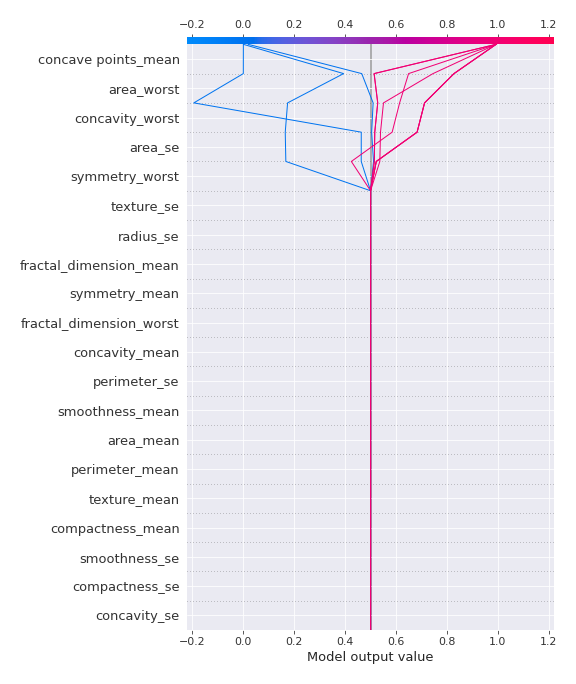 −0.2 0.0 0.2 0.4 0.6 0.8 1.0 1.2
concave points_mean
area_worst
concavity_worst
area_se
symmetry_worst
texture_se
radius_se
fractal_dimension_mean
symmetry_mean
fractal_dimension_worst
concavity_mean
perimeter_se
smoothness_mean
area_mean
perimeter_mean
texture_mean
compactness_mean
smoothness_se
compactness_se
concavity_se
−0.2 0.0 0.2 0.4 0.6 0.8 1.0 1.2
Model output value